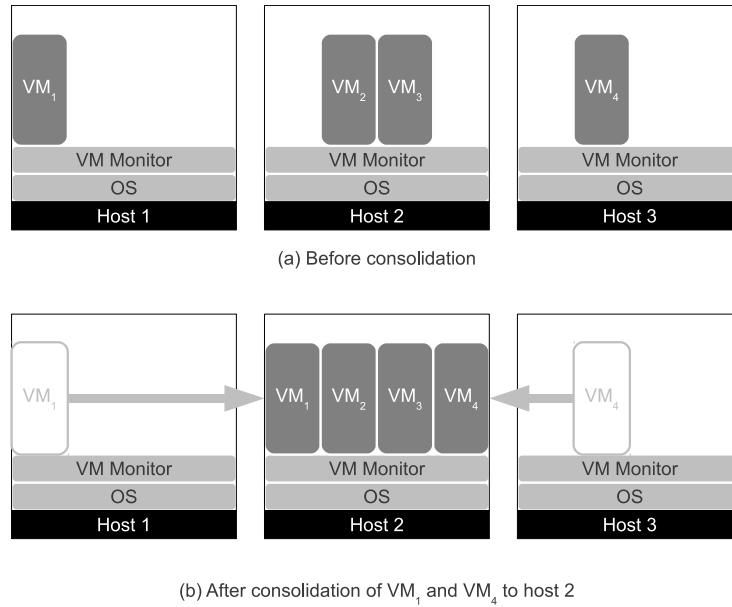 VM₁ VM₂ VM₃ VM₄
VM Monitor VM Monitor VM Monitor
OS OS OS
Host 1 Host 2 Host 3
(a) Before consolidation
VM₁ VM₁ VM₂ VM₃ VM₄ VM₄
VM Monitor VM Monitor VM Monitor
OS OS OS
Host 1 Host 2 Host 3
(b) After consolidation of VM₁ and VM₄ to host 2